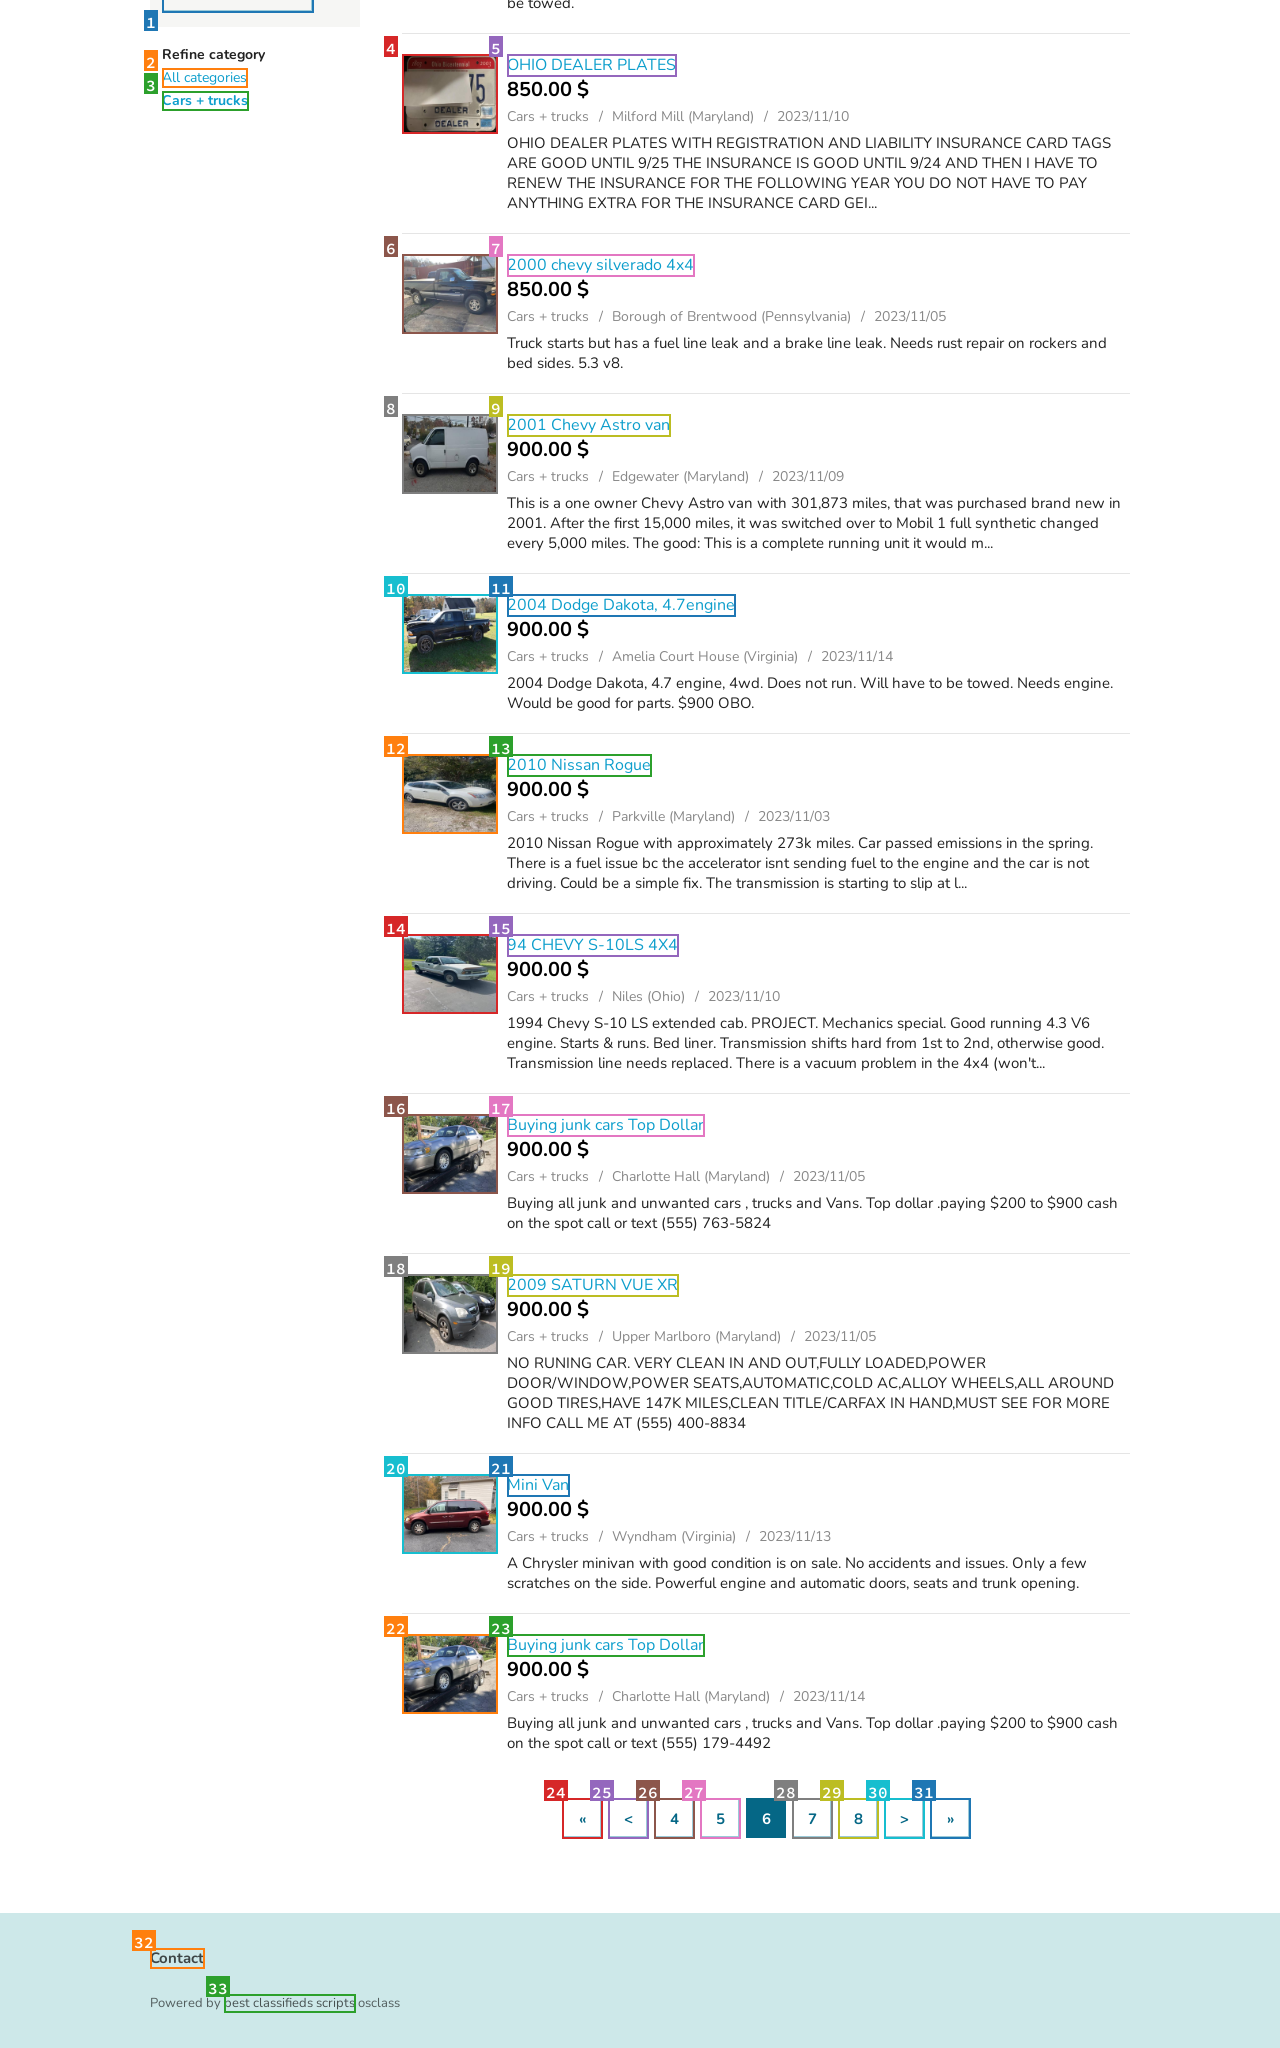 be towed.
1
Refine category
2
All categories
3
Cars + trucks
4
5
OHIO DEALER PLATES
850.00 $
Cars + trucks / Milford Mill (Maryland) / 2023/11/10
OHIO DEALER PLATES WITH REGISTRATION AND LIABILITY INSURANCE CARD TAGS
ARE GOOD UNTIL 9/25 THE INSURANCE IS GOOD UNTIL 9/24 AND THEN I HAVE TO
RENEW THE INSURANCE FOR THE FOLLOWING YEAR YOU DO NOT HAVE TO PAY
ANYTHING EXTRA FOR THE INSURANCE CARD GEI...
75
DEALER
DEALER
6
7
2000 chevy silverado 4x4
850.00 $
Cars + trucks / Borough of Brentwood (Pennsylvania) / 2023/11/05
Truck starts but has a fuel line leak and a brake line leak. Needs rust repair on rockers and
bed sides. 5.3 v8.
8
9
2001 Chevy Astro van
900.00 $
Cars + trucks / Edgewater (Maryland) / 2023/11/09
This is a one owner Chevy Astro van with 301,873 miles, that was purchased brand new in
2001. After the first 15,000 miles, it was switched over to Mobil 1 full synthetic changed
every 5,000 miles. The good: This is a complete running unit it would m...
10
11
2004 Dodge Dakota, 4.7engine
900.00 $
Cars + trucks / Amelia Court House (Virginia) / 2023/11/14
2004 Dodge Dakota, 4.7 engine, 4wd. Does not run. Will have to be towed. Needs engine.
Would be good for parts. $900 OBO.
12
13
2010 Nissan Rogue
900.00 $
Cars + trucks / Parkville (Maryland) / 2023/11/03
2010 Nissan Rogue with approximately 273k miles. Car passed emissions in the spring.
There is a fuel issue bc the accelerator isnt sending fuel to the engine and the car is not
driving. Could be a simple fix. The transmission is starting to slip at l...
14
15
94 CHEVY S-10LS 4X4
900.00 $
Cars + trucks / Niles (Ohio) / 2023/11/10
1994 Chevy S-10 LS extended cab. PROJECT. Mechanics special. Good running 4.3 V6
engine. Starts & runs. Bed liner. Transmission shifts hard from 1st to 2nd, otherwise good.
Transmission line needs replaced. There is a vacuum problem in the 4x4 (won't...
16
17
Buying junk cars Top Dollar
900.00 $
Cars + trucks / Charlotte Hall (Maryland) / 2023/11/05
Buying all junk and unwanted cars , trucks and Vans. Top dollar .paying $200 to $900 cash
on the spot call or text (555) 763-5824
18
19
2009 SATURN VUE XR
900.00 $
Cars + trucks / Upper Marlboro (Maryland) / 2023/11/05
NO RUNING CAR. VERY CLEAN IN AND OUT,FULLY LOADED,POWER
DOOR/WINDOW,POWER SEATS,AUTOMATIC,COLD AC,ALLOY WHEELS,ALL AROUND
GOOD TIRES,HAVE 147K MILES,CLEAN TITLE/CARFAX IN HAND,MUST SEE FOR MORE
INFO CALL ME AT (555) 400-8834
20
21
Mini Van
900.00 $
Cars + trucks / Wyndham (Virginia) / 2023/11/13
A Chrysler minivan with good condition is on sale. No accidents and issues. Only a few
scratches on the side. Powerful engine and automatic doors, seats and trunk opening.
22
23
Buying junk cars Top Dollar
900.00 $
Cars + trucks / Charlotte Hall (Maryland) / 2023/11/14
Buying all junk and unwanted cars , trucks and Vans. Top dollar .paying $200 to $900 cash
on the spot call or text (555) 179-4492
24 25 26 27 28 29 30 31
« < 4 5 6 7 8 > »
32
Contact
33
Powered by best classifieds scripts osclass